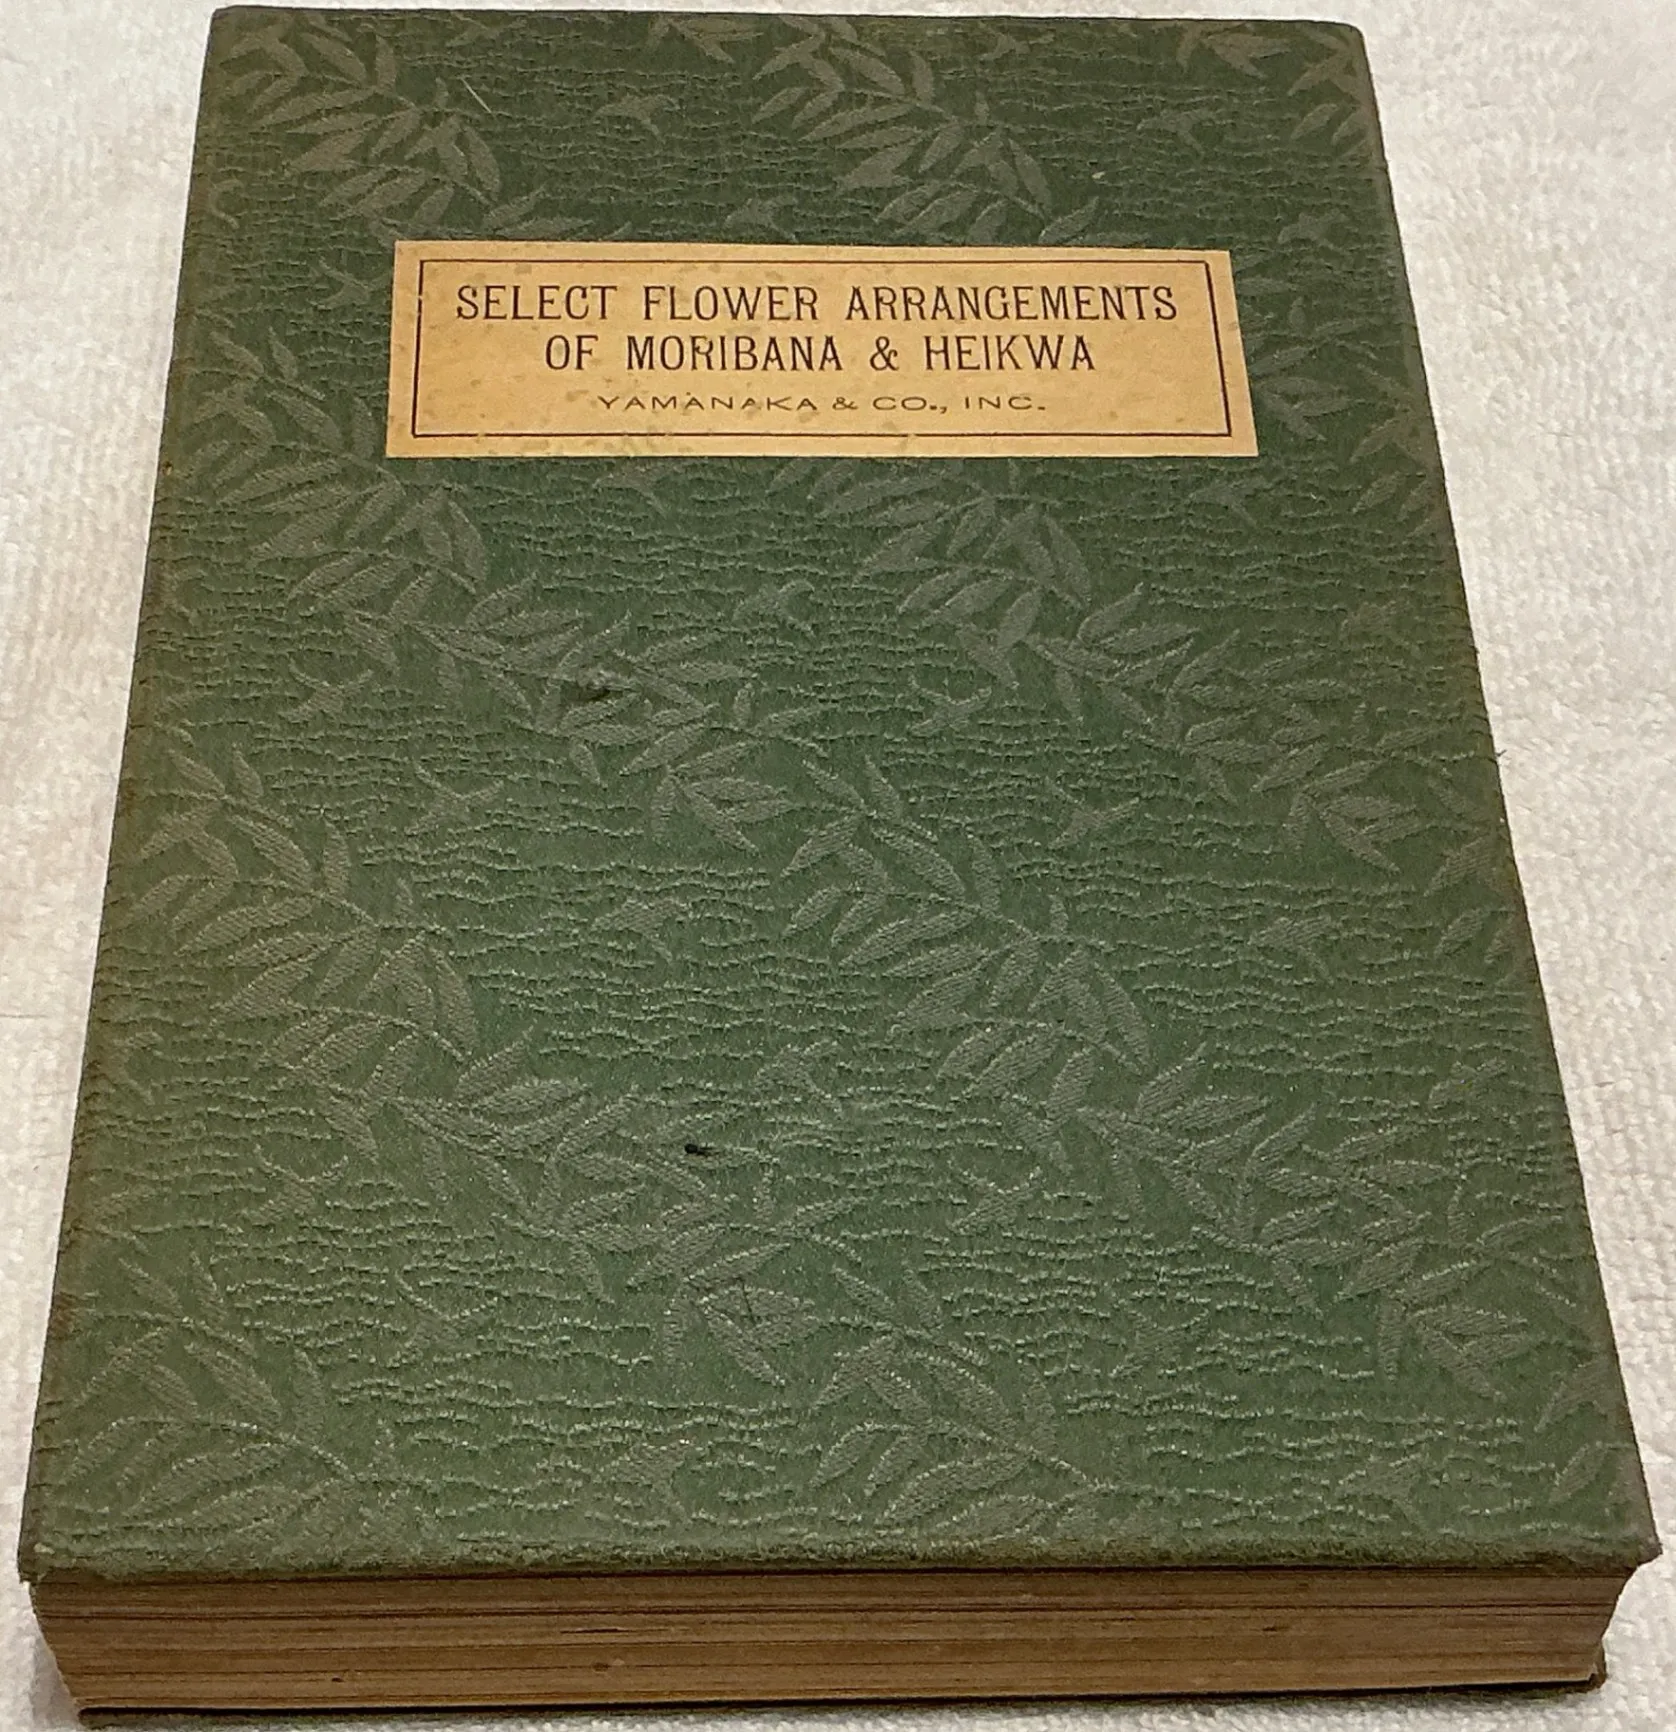 SELECT FLOWER ARRANGEMENTS
OF MORIBANA & HEIKWA
YAMANAKA & CO., INC.